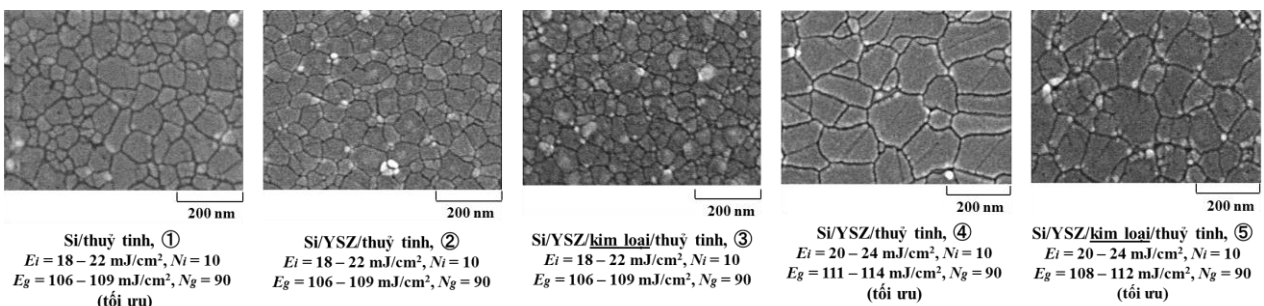 200 nm
200 nm
200 nm
200 nm
200 nm
Si/thuỷ tinh, ①
Ei = 18 – 22 mJ/cm², Ni = 10
Eg = 106 – 109 mJ/cm², Ng = 90
(tối ưu)
Si/YSZ/thuỷ tinh, ②
Ei = 18 – 22 mJ/cm², Ni = 10
Eg = 106 – 109 mJ/cm², Ng = 90
Si/YSZ/kim loại/thuỷ tinh, ③
Ei = 18 – 22 mJ/cm², Ni = 10
Eg = 106 – 109 mJ/cm², Ng = 90
Si/YSZ/thuỷ tinh, ④
Ei = 20 – 24 mJ/cm², Ni = 10
Eg = 111 – 114 mJ/cm², Ng = 90
(tối ưu)
Si/YSZ/kim loại/thuỷ tinh, ⑤
Ei = 20 – 24 mJ/cm², Ni = 10
Eg = 108 – 112 mJ/cm², Ng = 90
(tối ưu)